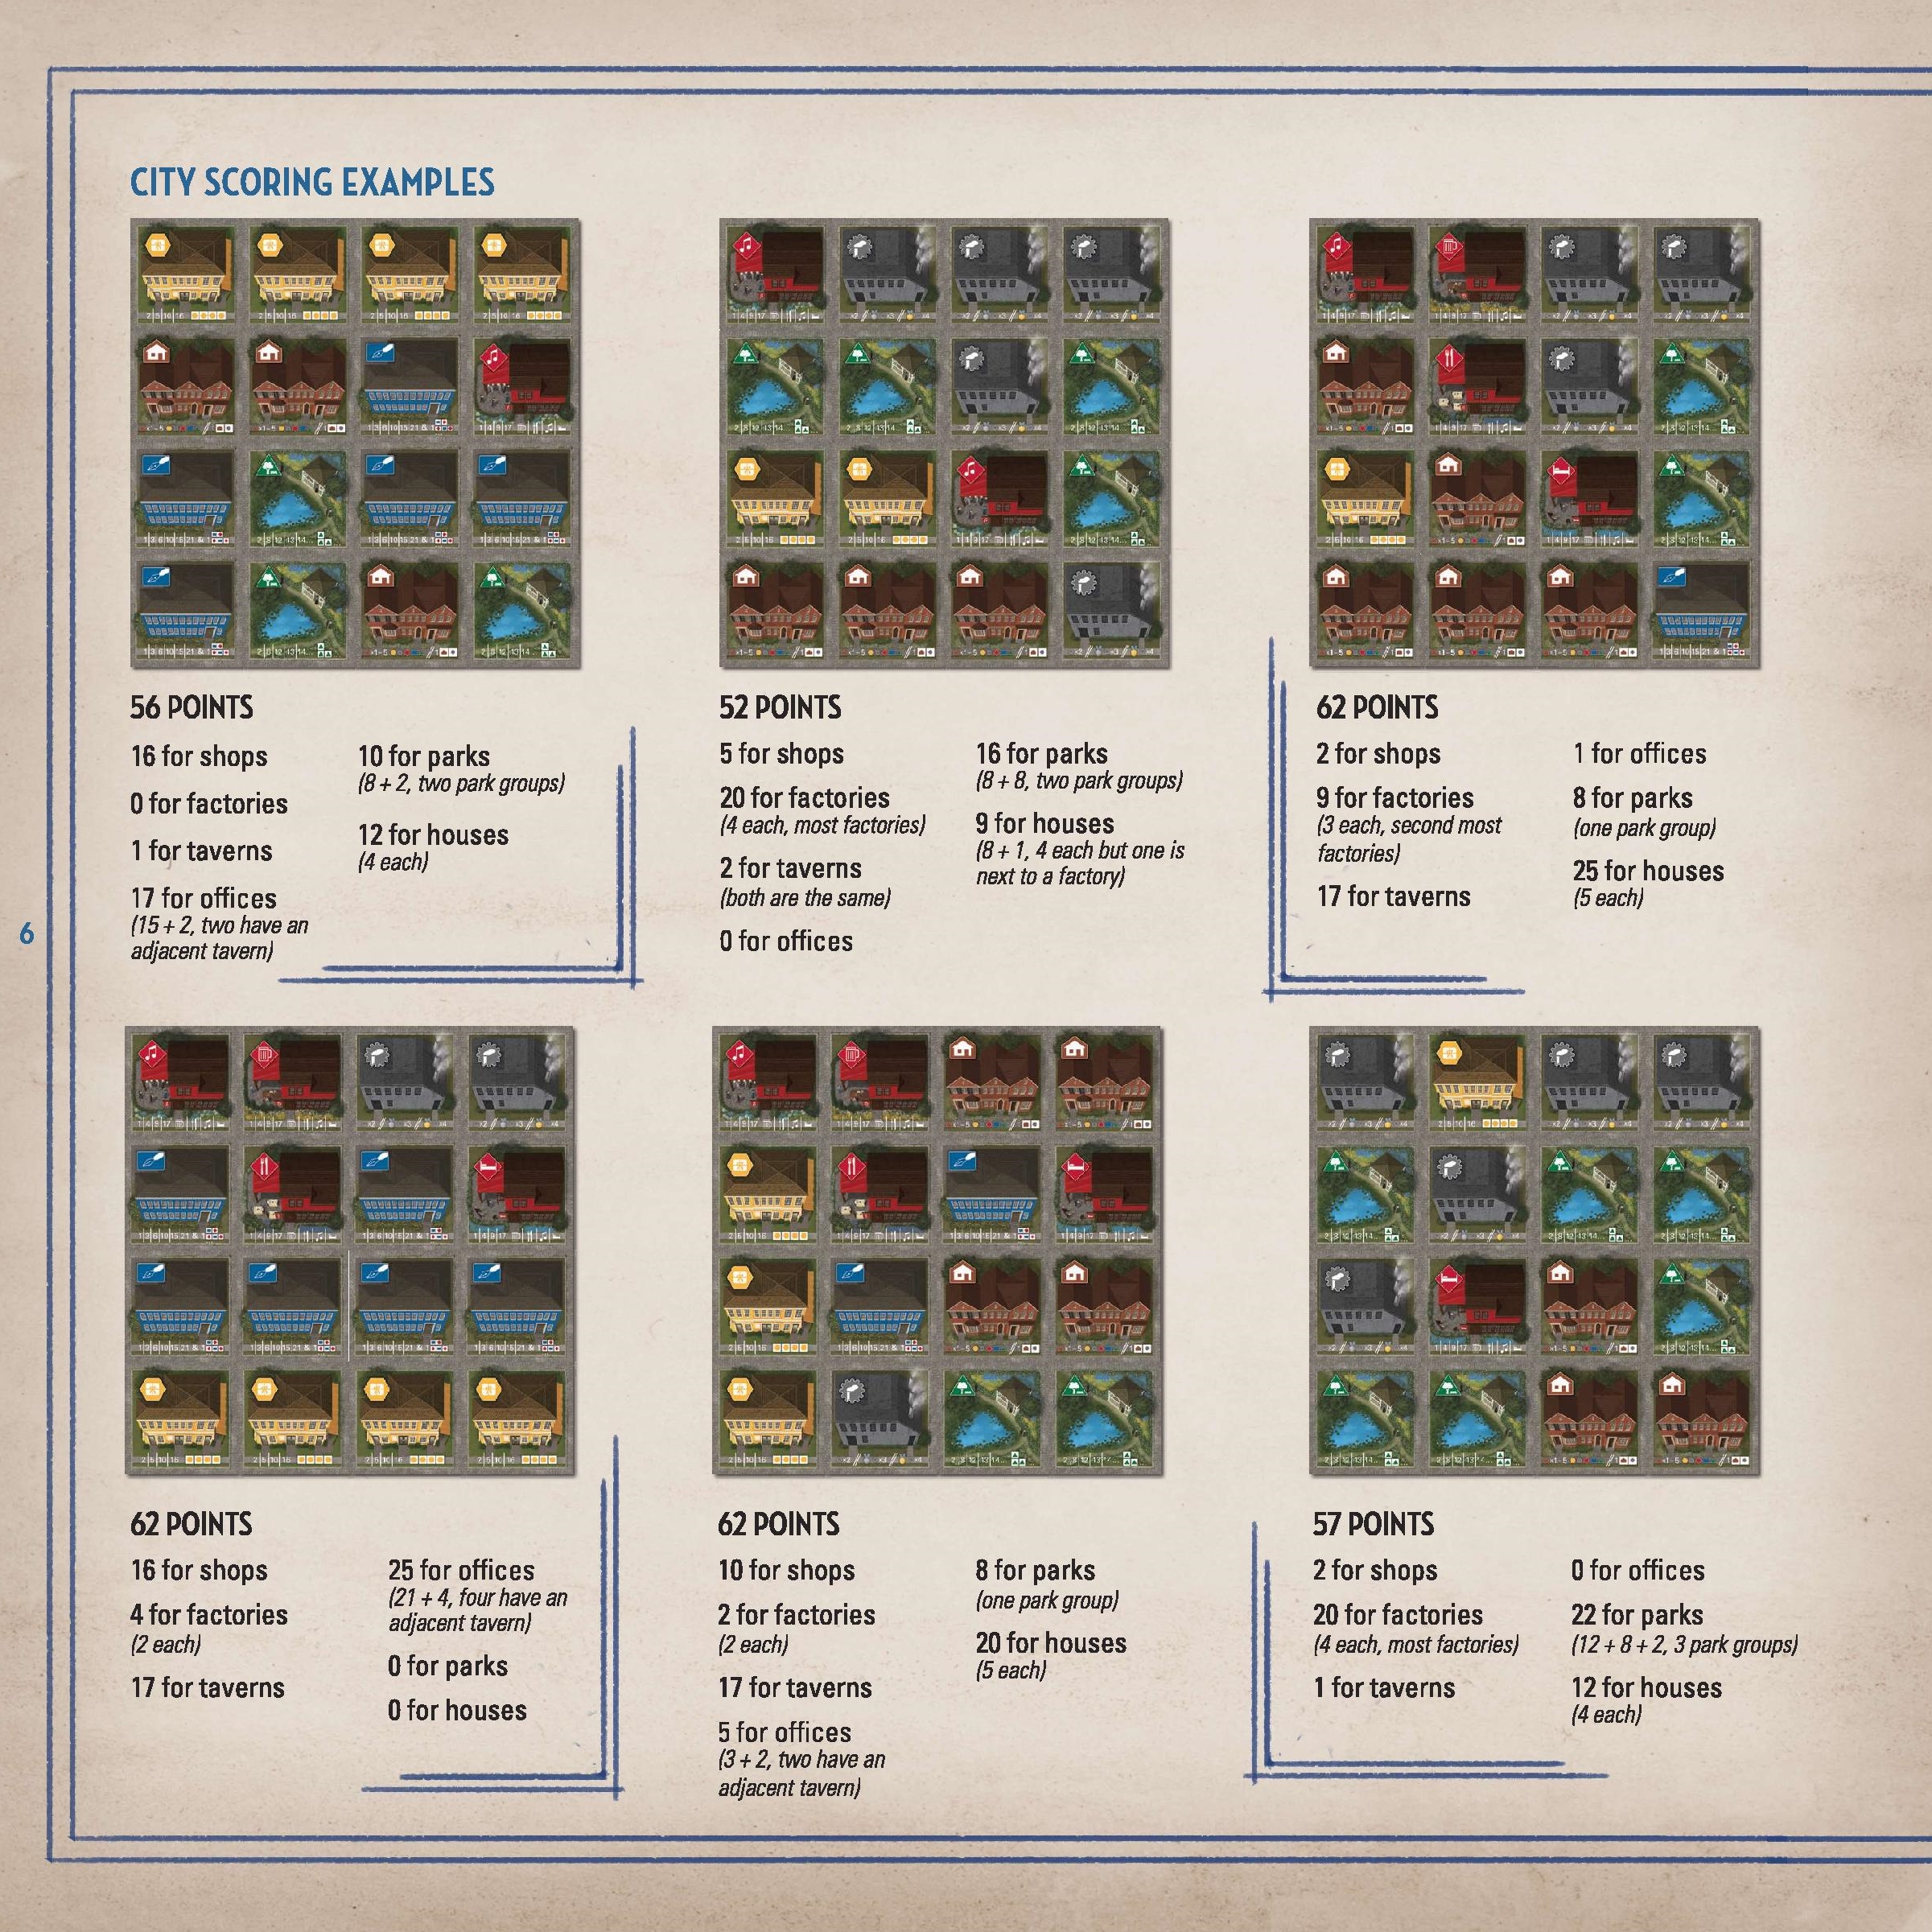 CITY SCORING EXAMPLES
56 POINTS
16 for shops
0 for factories
1 for taverns
17 for offices
(15 + 2, two have an
adjacent tavern)
10 for parks
(8 + 2, two park groups)
12 for houses
(4 each)
52 POINTS
5 for shops
20 for factories
(4 each, most factories)
2 for taverns
(both are the same)
0 for offices
16 for parks
(8 + 8, two park groups)
9 for houses
(8 + 1, 4 each but one is
next to a factory)
62 POINTS
2 for shops
9 for factories
(3 each, second most
factories)
17 for taverns
1 for offices
8 for parks
(one park group)
25 for houses
(5 each)
6
62 POINTS
16 for shops
4 for factories
(2 each)
17 for taverns
25 for offices
(21 + 4, four have an
adjacent tavern)
0 for parks
0 for houses
62 POINTS
10 for shops
2 for factories
(2 each)
17 for taverns
5 for offices
(3 + 2, two have an
adjacent tavern)
8 for parks
(one park group)
20 for houses
(5 each)
57 POINTS
2 for shops
20 for factories
(4 each, most factories)
1 for taverns
0 for offices
22 for parks
(12 + 8 + 2, 3 park groups)
12 for houses
(4 each)